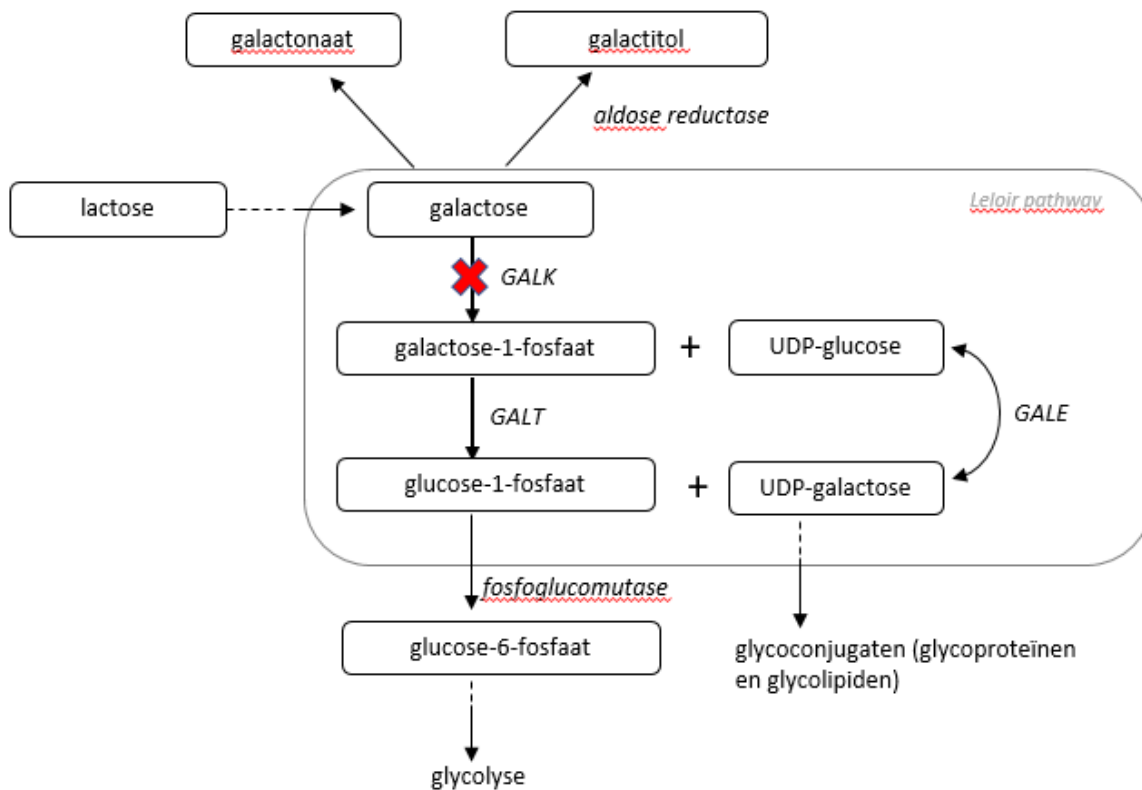 galactonaat
galactitol
aldose reductase
lactose
galactose
Leloir pathway
GALK
galactose-1-fosfaat
+
UDP-glucose
GALT
GALE
glucose-1-fosfaat
+
UDP-galactose
fosfoglucomutase
glucose-6-fosfaat
glycoconjugaten (glycoproteïnen
en glycolipiden)
glycolyse